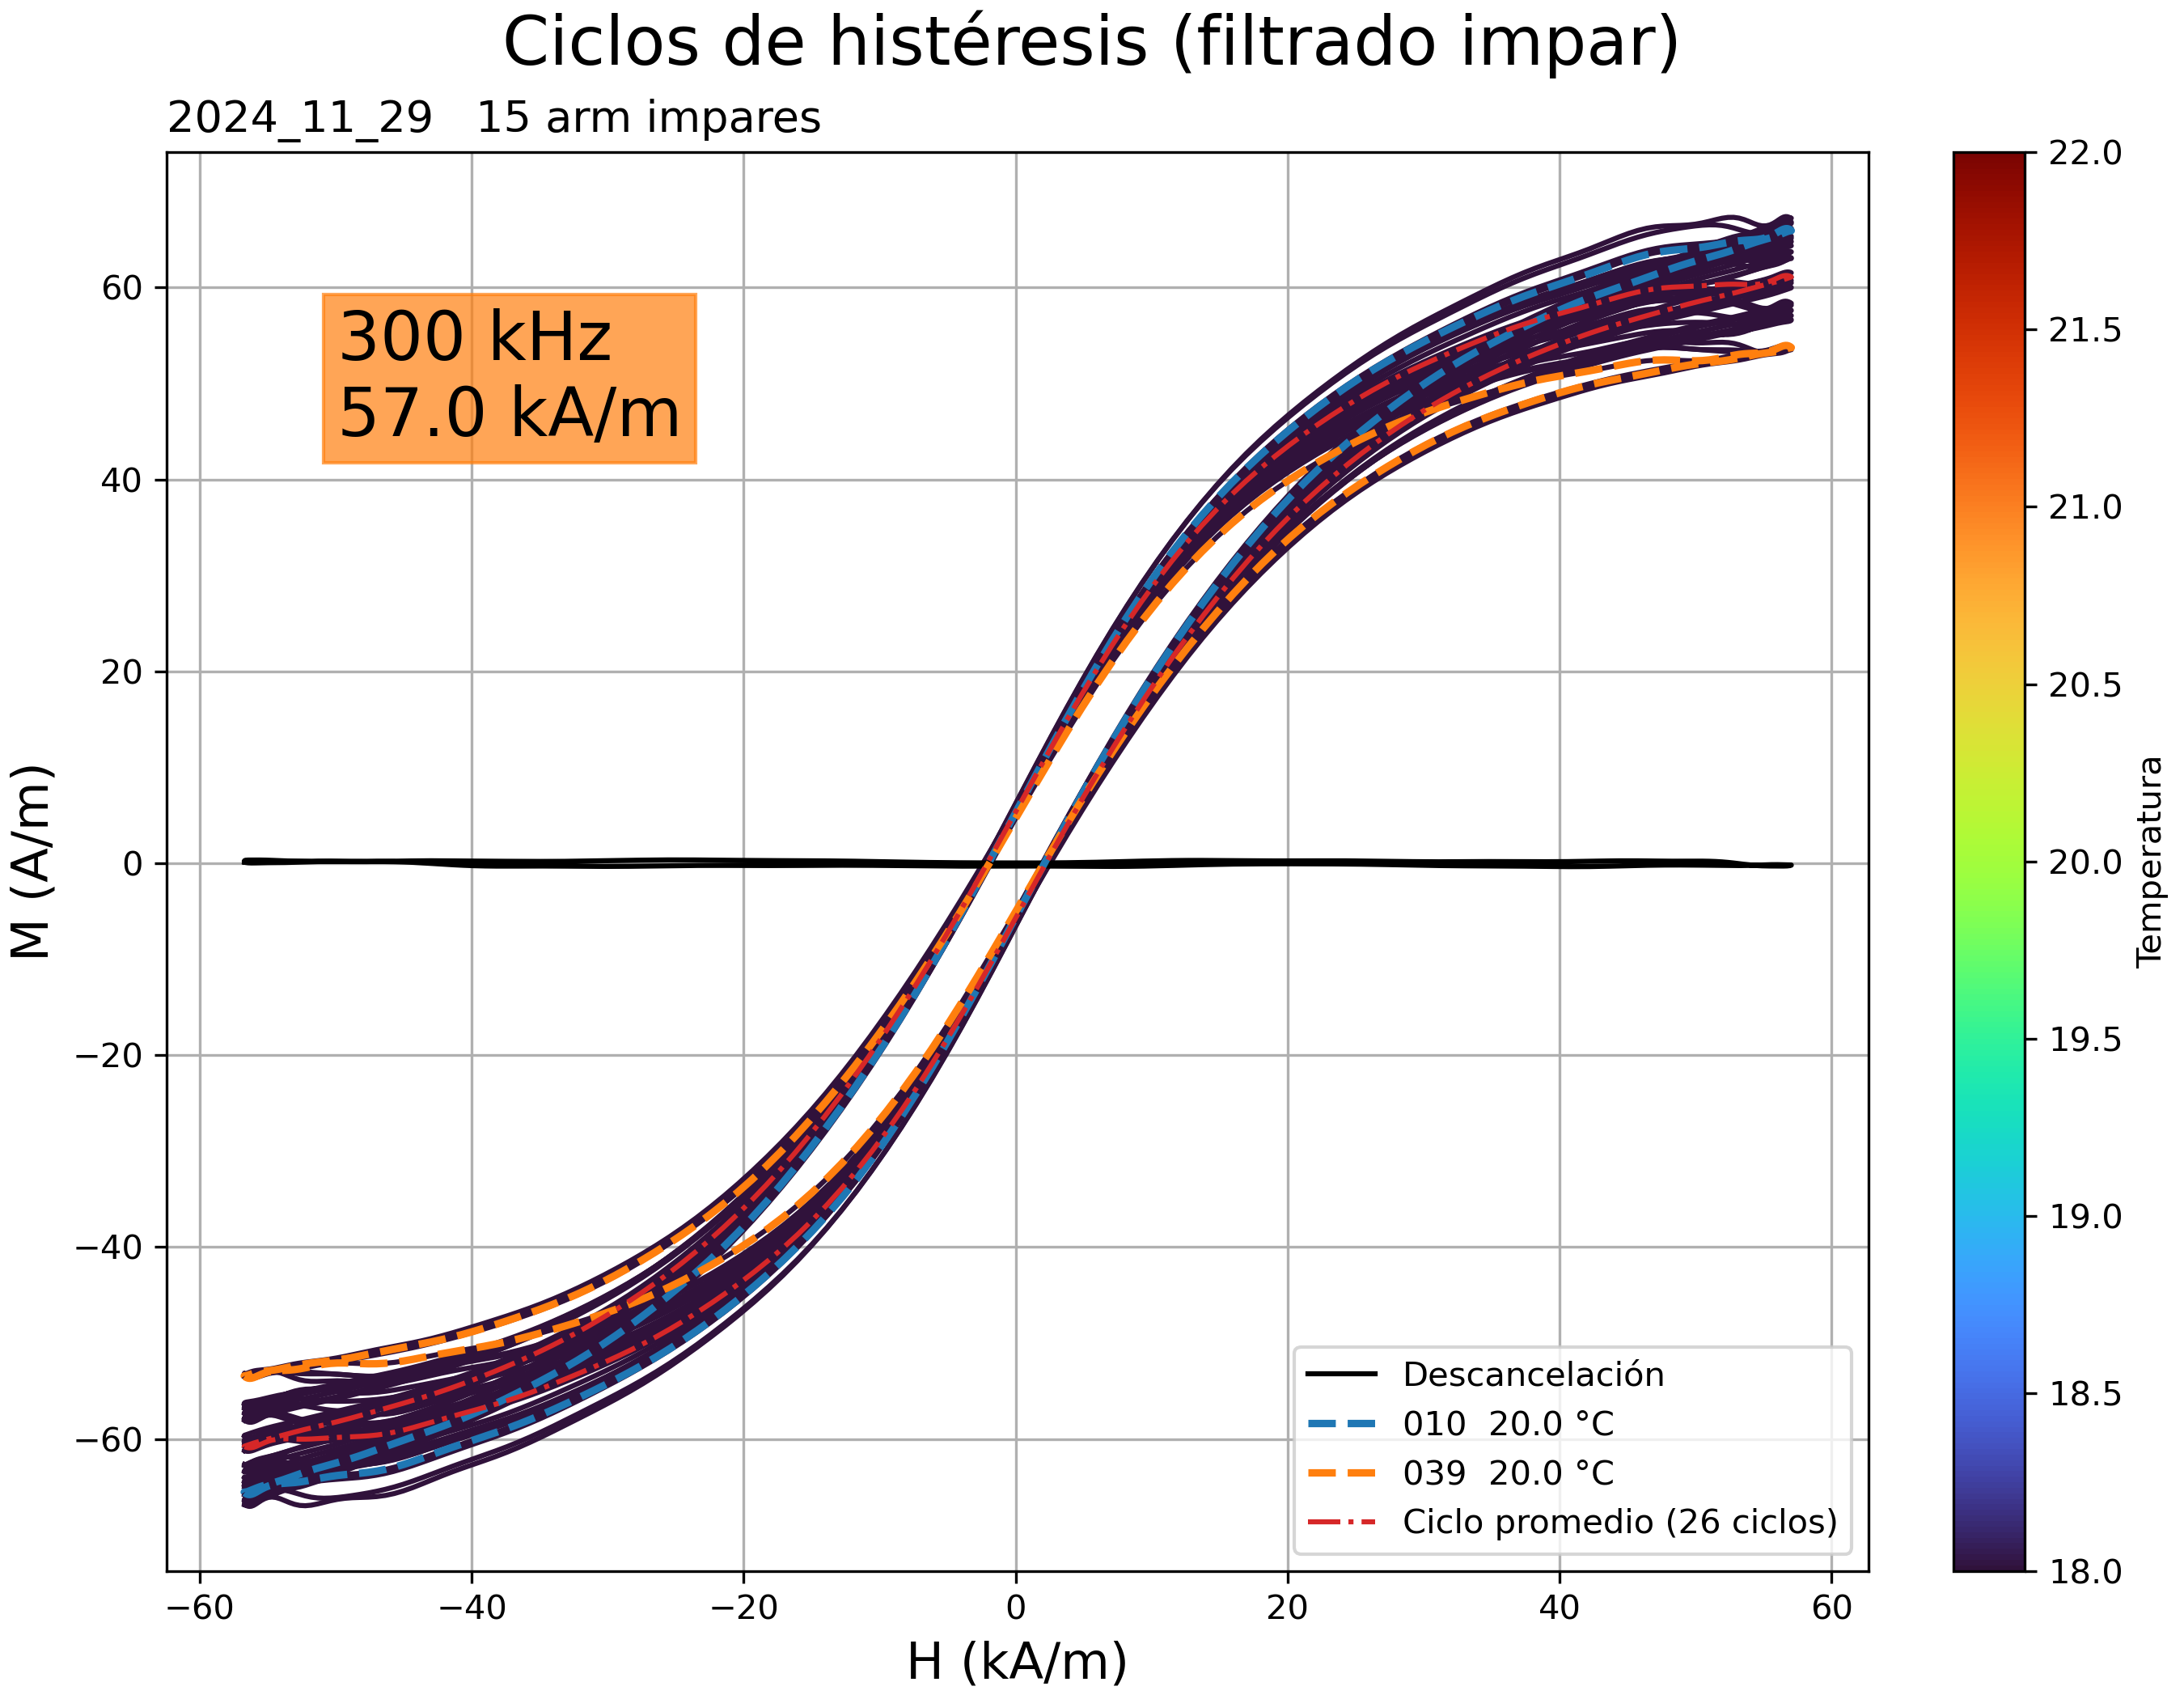 Ciclos de histéresis (filtrado impar)
2024_11_29   15 arm impares
300 kHz
57.0 kA/m
M (A/m)
60
40
20
0
−20
−40
−60
−60
−40
−20
0
20
40
60
H (kA/m)
Descancelación
010  20.0 °C
039  20.0 °C
Ciclo promedio (26 ciclos)
22.0
21.5
21.0
20.5
20.0
19.5
19.0
18.5
18.0
Temperatura